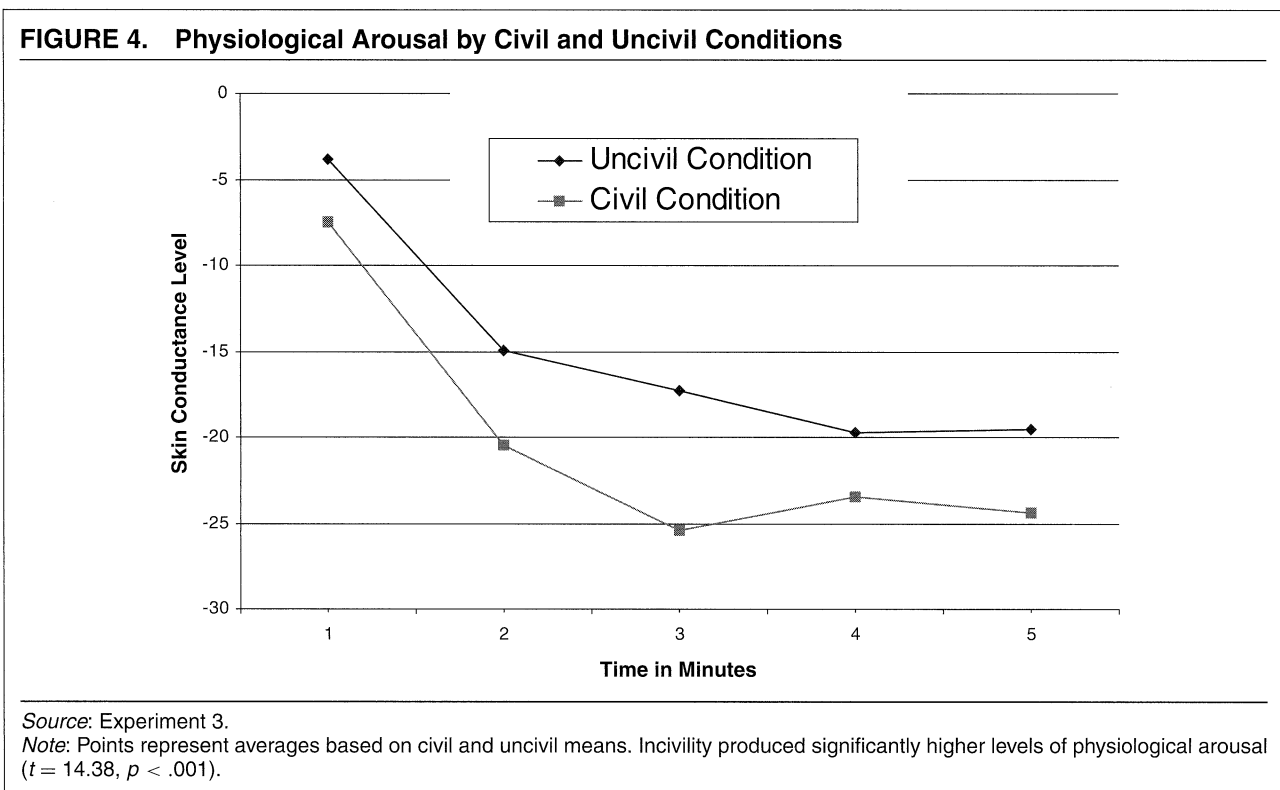 FIGURE 4. Physiological Arousal by Civil and Uncivil Conditions
0
-5
-10
-15
-20
-25
-30
Skin Conductance Level
Uncivil Condition
Civil Condition
1 2 3 4 5
Time in Minutes
Source: Experiment 3.
Note: Points represent averages based on civil and uncivil means. Incivility produced significantly higher levels of physiological arousal
(t = 14.38, p < .001).